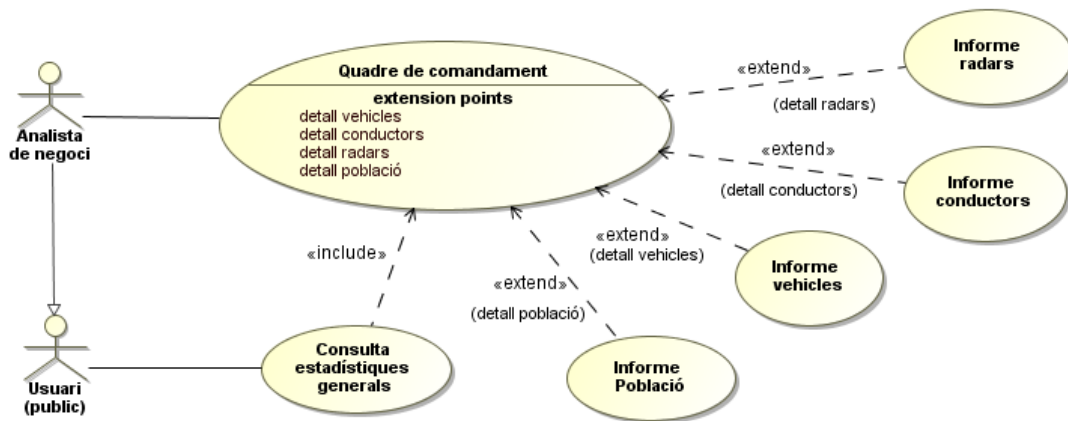 Quadre de comandament
extension points
detall vehicles
detall conductors
detall radars
detall població
Analista
de negoci
Usuari
(public)
«include»
Consulta
estadístiques
generals
«extend»
(detall població)
Informe
Població
«extend»
(detall vehicles)
Informe
vehicles
«extend»
(detall conductors)
Informe
conductors
«extend»
(detall radars)
Informe
radars